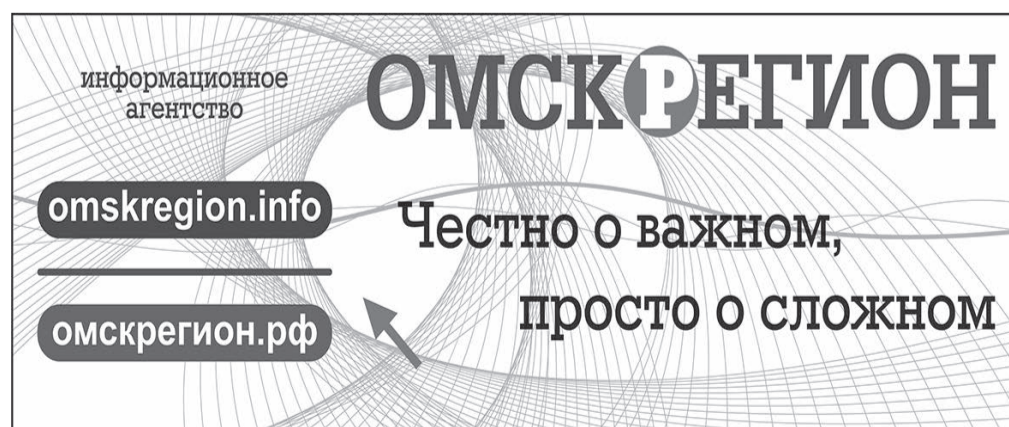 информационное
агентство
ОМСКРЕГИОН
omskregion.info
омскрегион.рф
Честно о важном,
просто о сложном